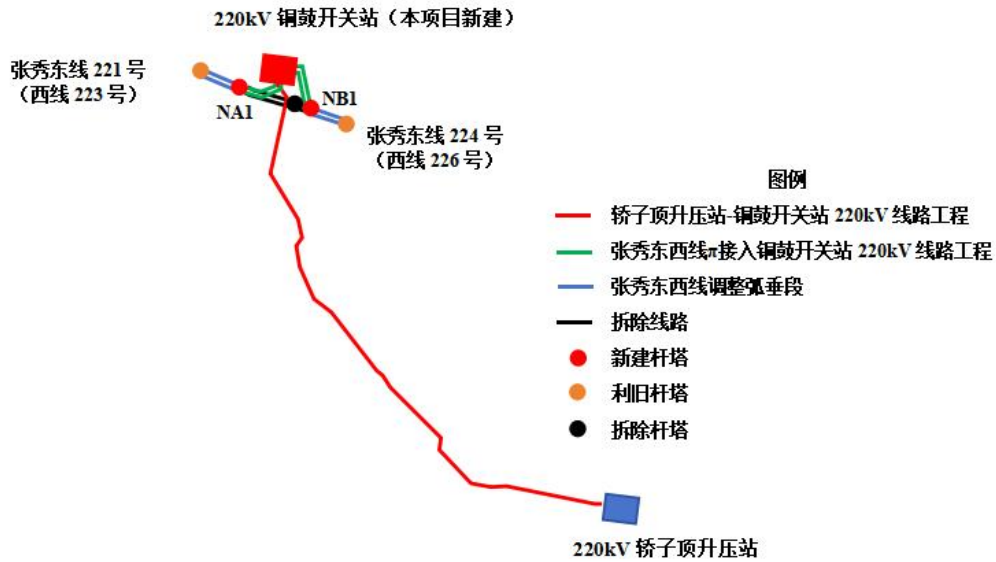 220kV 铜鼓开关站（本项目新建）
张秀东线 221 号
（西线 223 号）
NA1
NB1
张秀东线 224 号
（西线 226 号）
图例
轿子顶升压站-铜鼓开关站 220kV 线路工程
张秀东西线π接入铜鼓开关站 220kV 线路工程
张秀东西线调整弧垂段
拆除线路
新建杆塔
利旧杆塔
拆除杆塔
220kV 轿子顶升压站